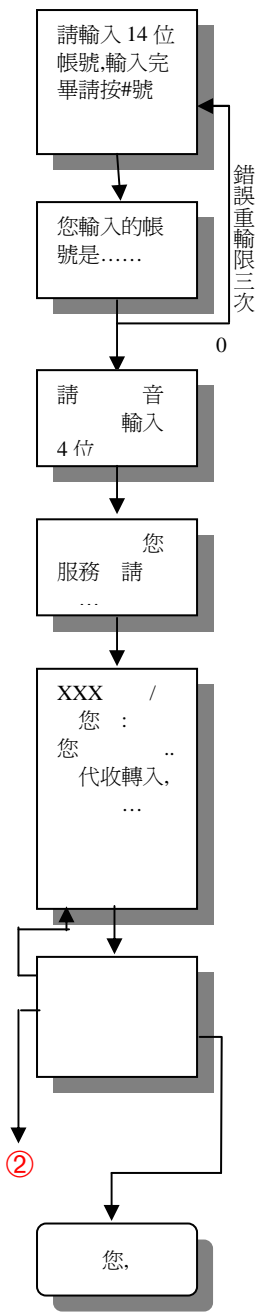 請輸入 14 位
帳號,輸入完
畢請按#號
錯誤重輸限三次
您輸入的帳
號是……
0
請 音
輸入
4 位
您
服務 請
…
XXX /
您 :
您 ..
代收轉入,
…
②
您,